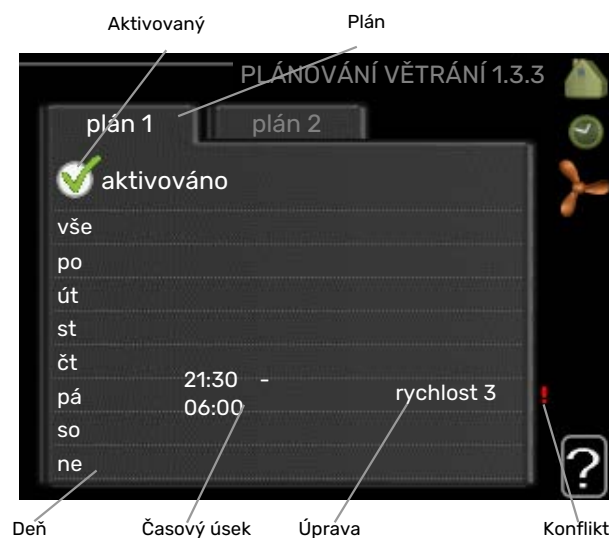 Aktivovaný
Plán
PLÁNOVÁNÍ VĚTRÁNÍ 1.3.3
plán 1
plán 2
aktivováno
vše
po
út
st
čt
pá
21:30 -
06:00
rychlost 3
!
so
ne
?
Deň
Časový úsek
Úprava
Konflikt